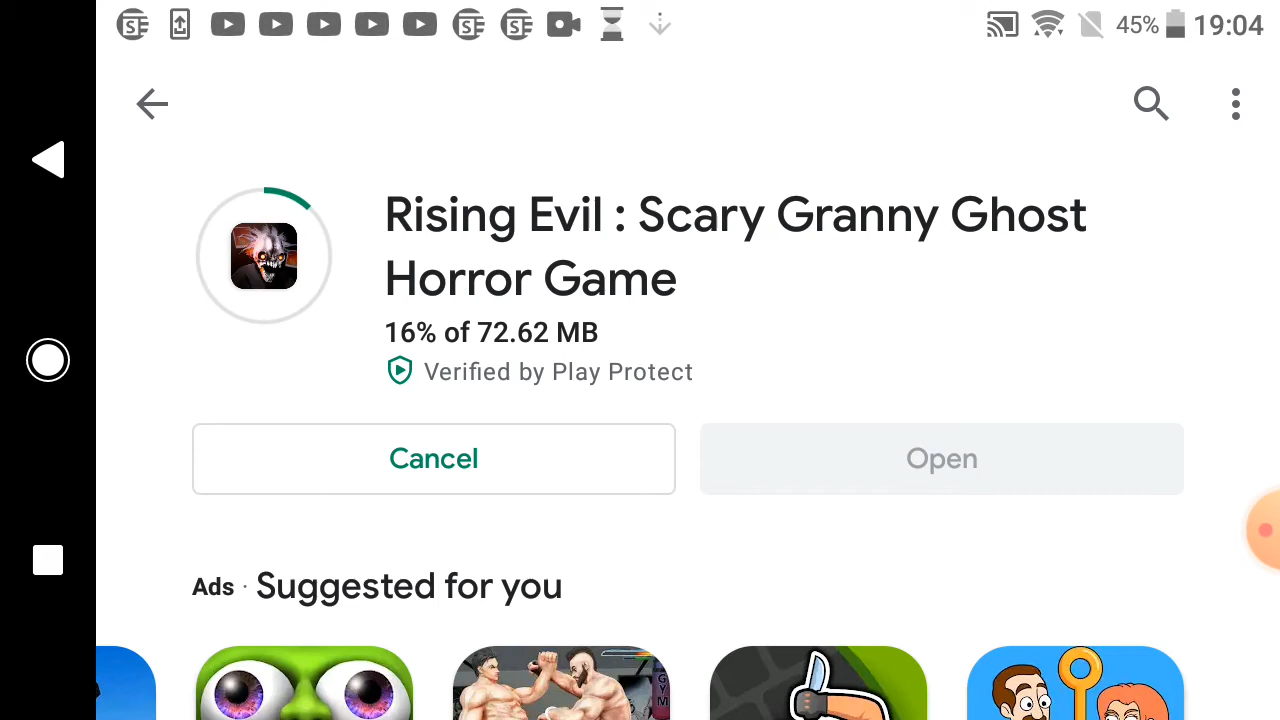 45% 19:04
Rising Evil : Scary Granny Ghost
Horror Game
16% of 72.62 MB
Verified by Play Protect
Cancel Open
Ads · Suggested for you
GYM